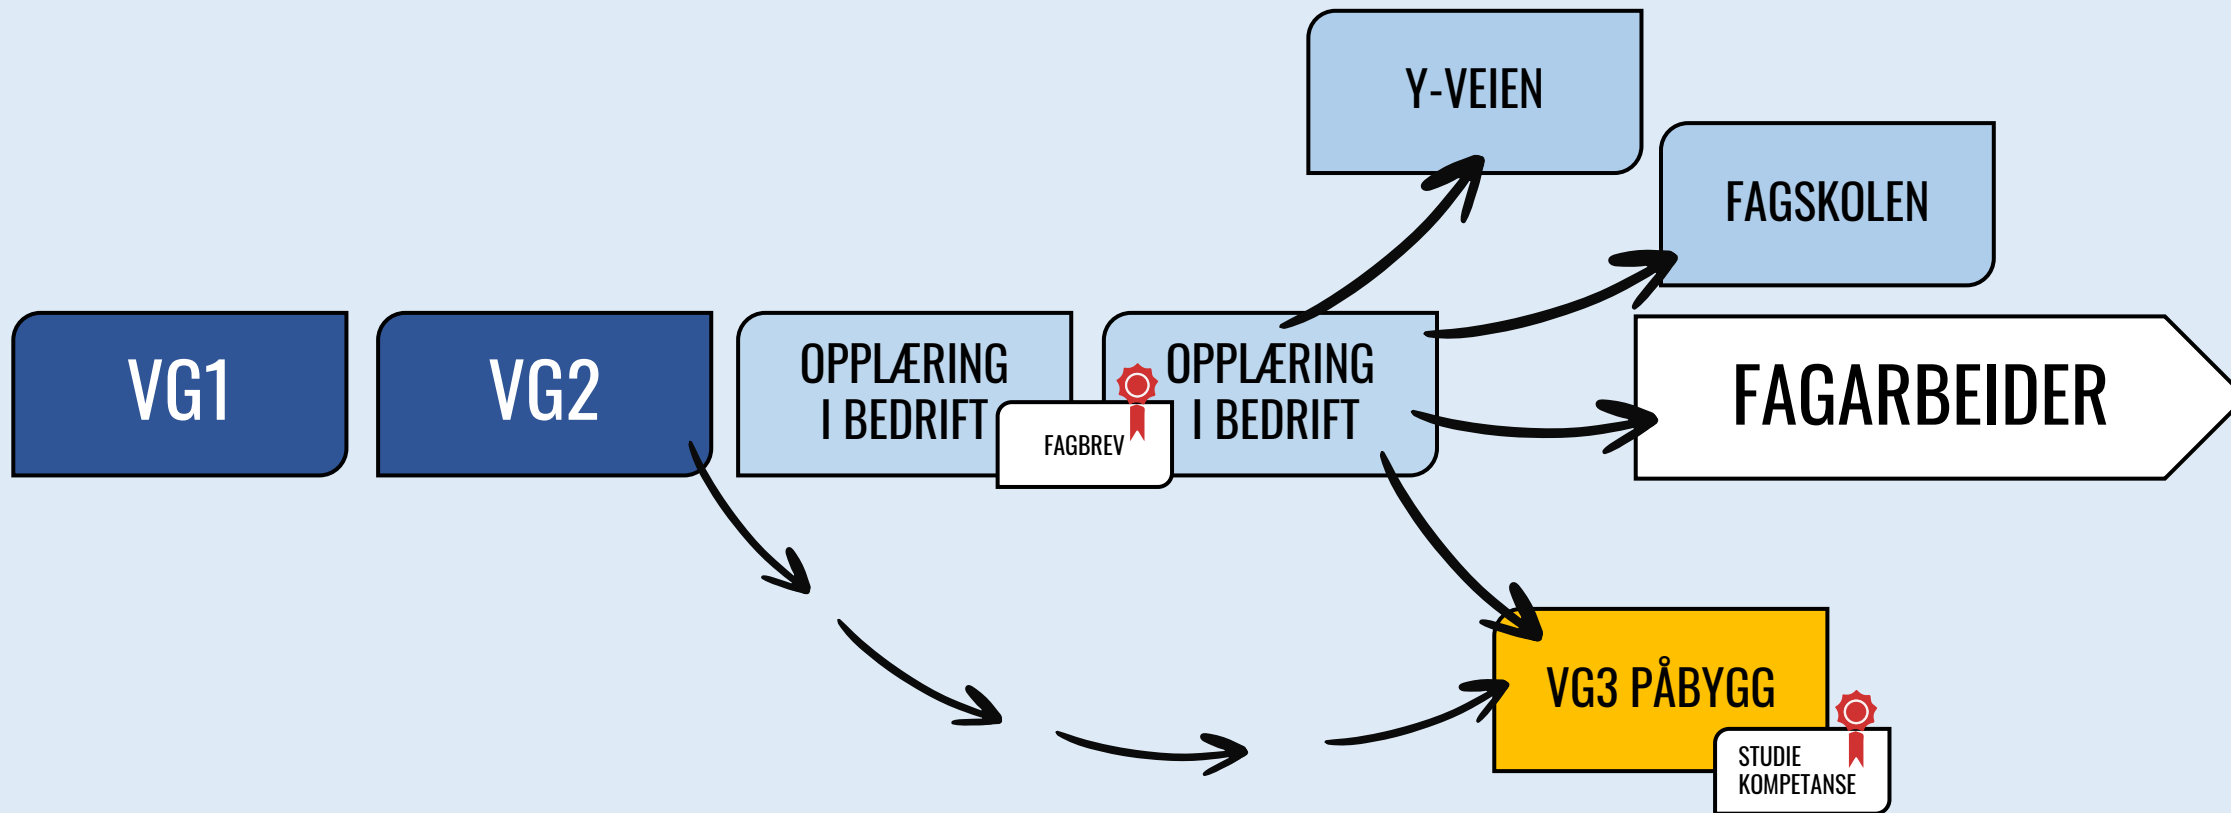 Y-VEIEN
FAGSKOLEN
VG1
VG2
OPPLÆRING
I BEDRIFT
FAGBREV
OPPLÆRING
I BEDRIFT
FAGARBEIDER
VG3 PÅBYGG
STUDIE
KOMPETANSE